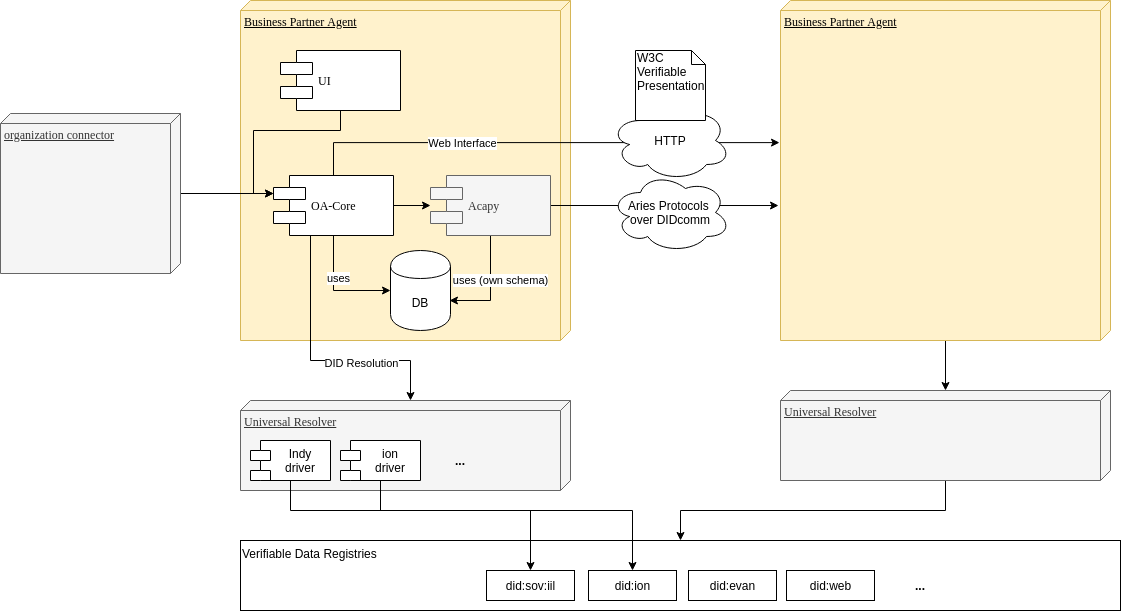 Business Partner Agent
Business Partner Agent
UI
W3C
Verifiable
Presentation
organization connector
Web Interface
HTTP
OA-Core
Acapy
Aries Protocols
over DIDcomm
uses
uses (own schema)
DB
DID Resolution
Universal Resolver
Universal Resolver
Indy
driver
ion
driver
...
Verifiable Data Registries
did:sov:iil
did:ion
did:evan
did:web
...